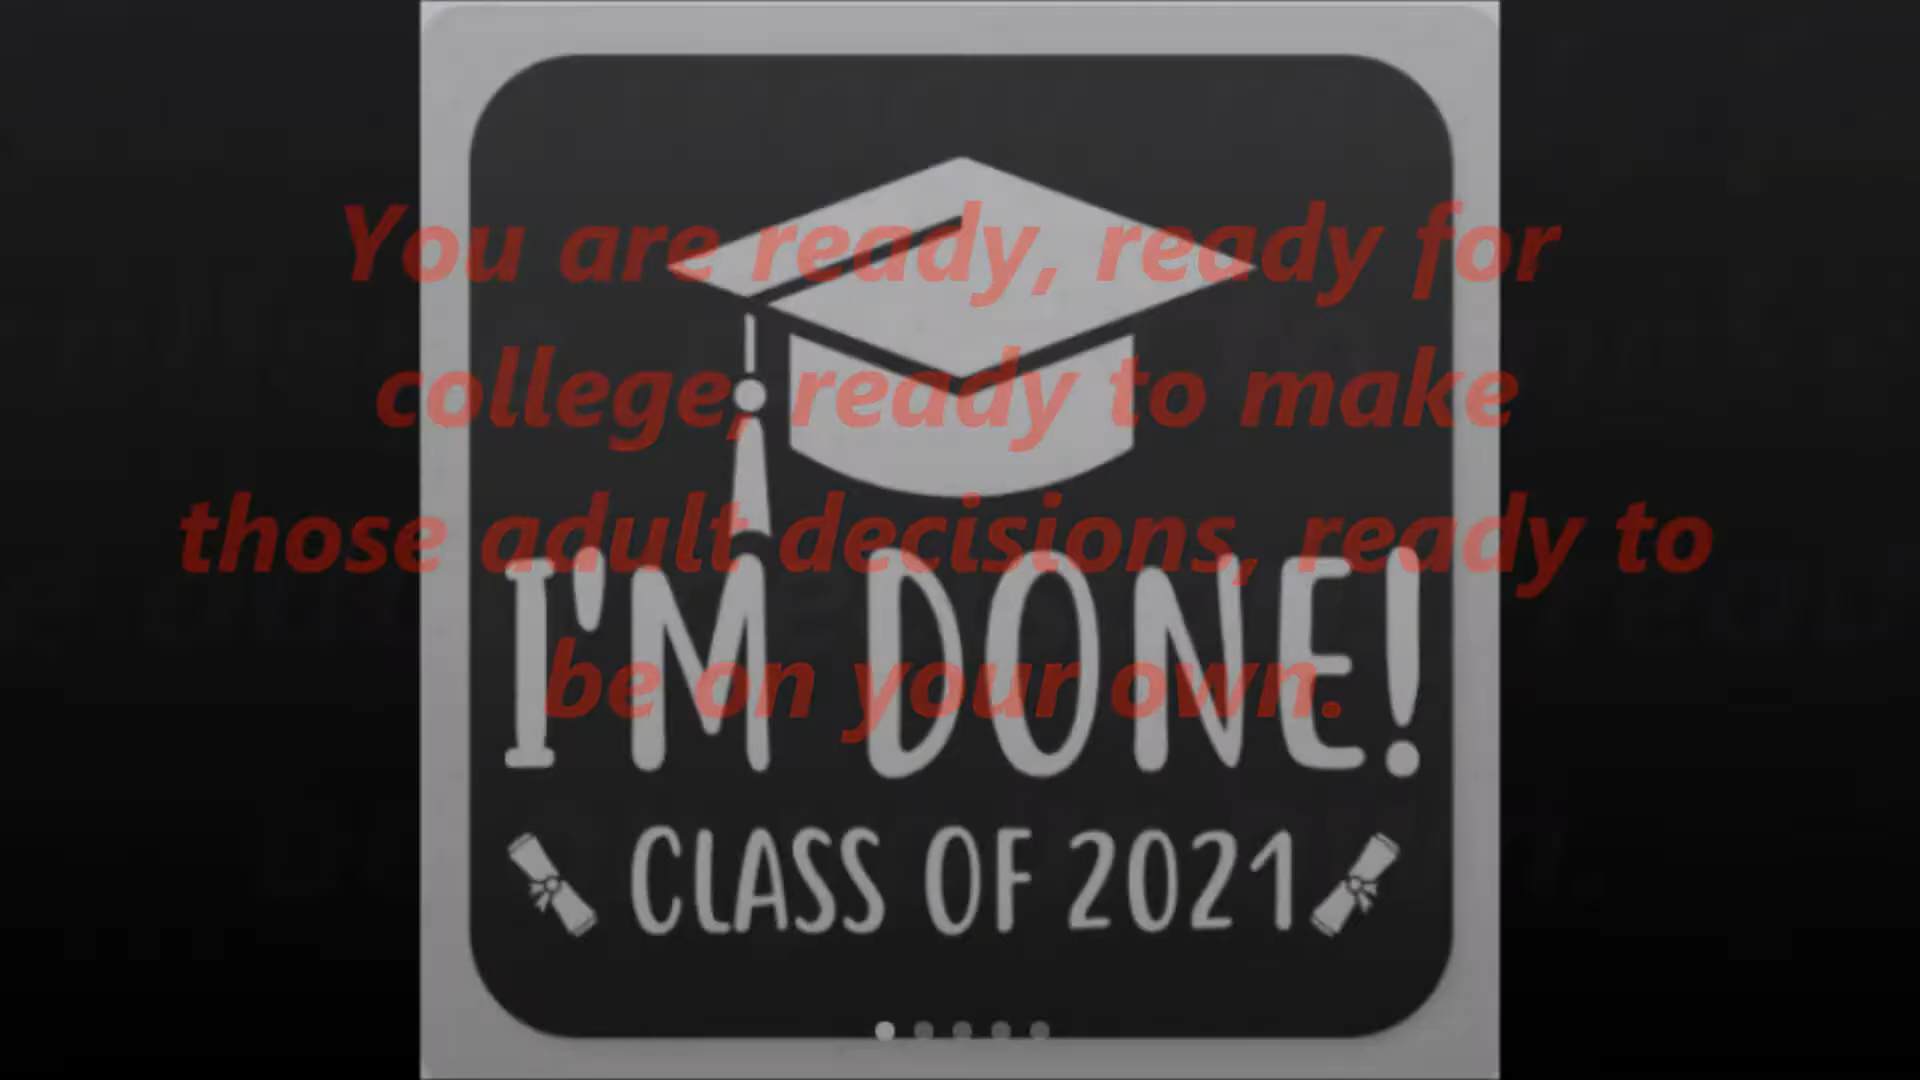 You are ready, ready for
college, ready to make
those adult decisions, ready to
be on your own.
I'M DONE!
CLASS OF 2021